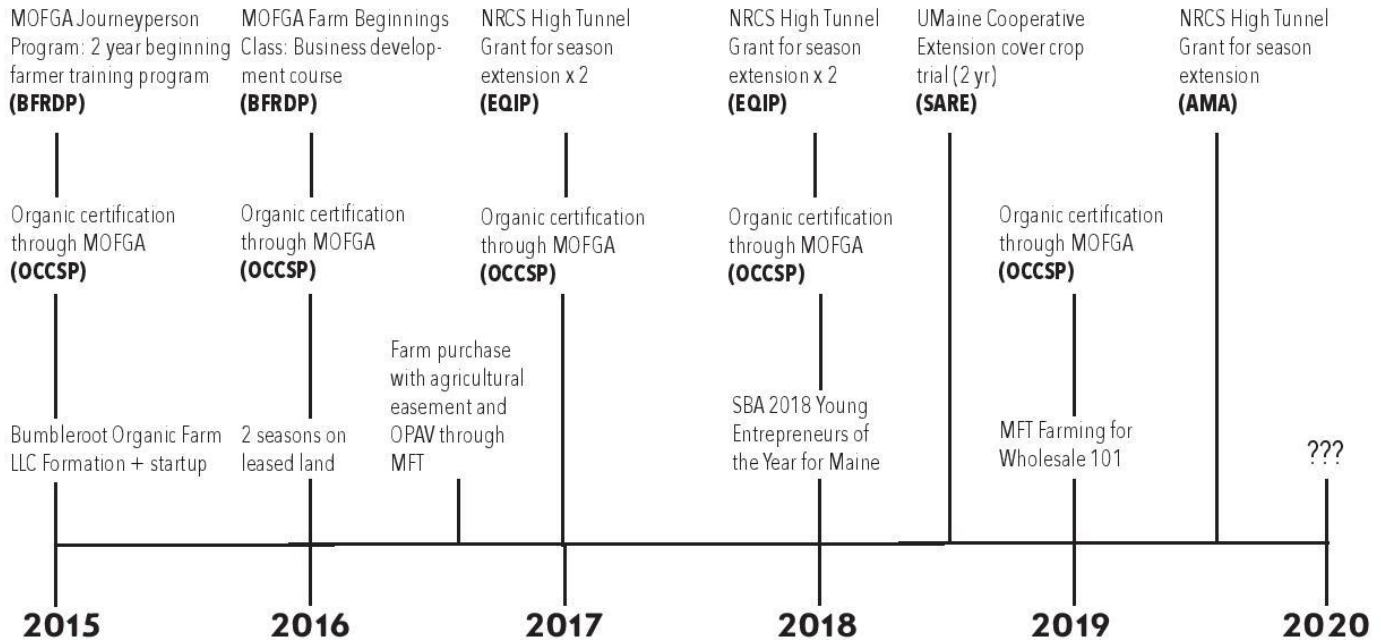 MOFGA Journeyperson
Program: 2 year beginning
farmer training program
(BFRDP)
MOFGA Farm Beginnings
Class: Business develop-
ment course
(BFRDP)
NRCS High Tunnel
Grant for season
extension x 2
(EQIP)
NRCS High Tunnel
Grant for season
extension x 2
(EQIP)
UMaine Cooperative
Extension cover crop
trial (2 yr)
(SARE)
NRCS High Tunnel
Grant for season
extension
(AMA)
Organic certification
through MOFGA
(OCCSP)
Organic certification
through MOFGA
(OCCSP)
Organic certification
through MOFGA
(OCCSP)
Organic certification
through MOFGA
(OCCSP)
Organic certification
through MOFGA
(OCCSP)
Bumbleroot Organic Farm
LLC Formation + startup
2 seasons on
leased land
Farm purchase
with agricultural
easement and
OPAV through
MFT
SBA 2018 Young
Entrepreneurs of
the Year for Maine
MFT Farming for
Wholesale 101
???
2015
2016
2017
2018
2019
2020